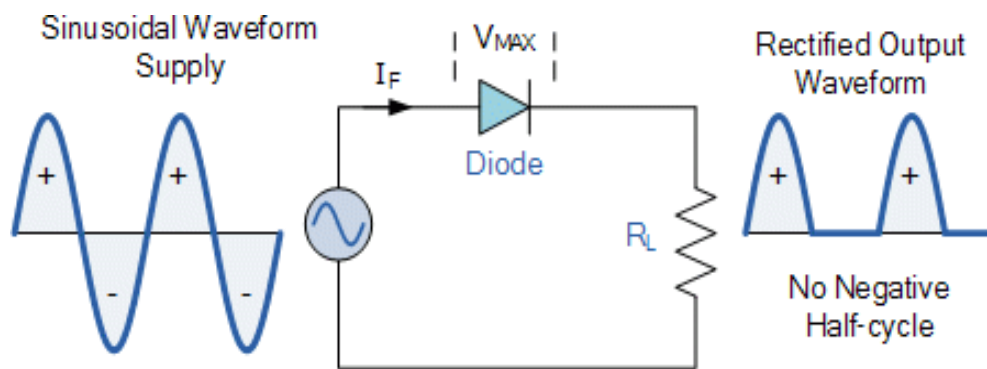 Sinusoidal Waveform
Supply
+
+
-
-
I_F
V_MAX
Diode
R_L
Rectified Output
Waveform
+
+
No Negative
Half-cycle